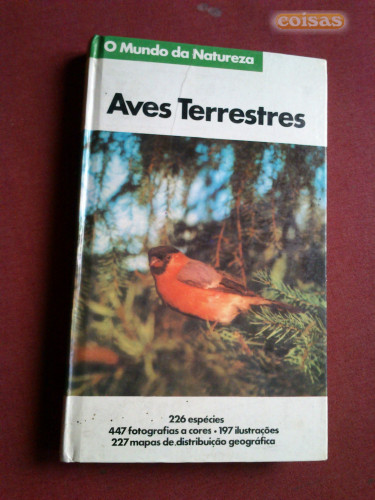 coisas
O Mundo da Natureza
Aves Terrestres
226 espécies
447 fotografias a cores • 197 ilustrações
227 mapas de distribuição geográfica